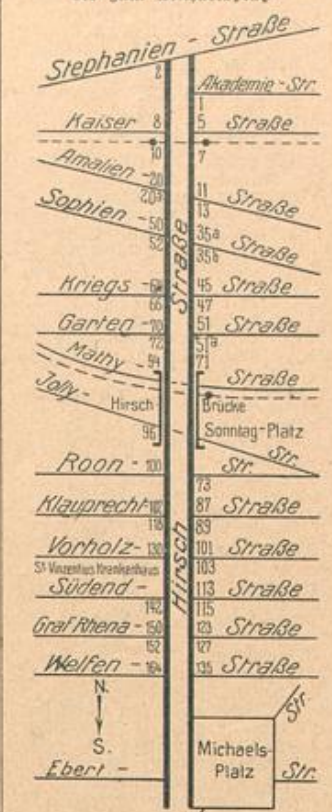 Stephanien - Straße
2
Akademie - Str
1
Kaiser 8 5 Straße
10 7
Amalien - 20
20a 11 Straße
Sophien - 50 13
52 35a Straße
35b
Kriegs - 45 Straße
66 47
Garten - 70 51 Straße
72 51a
Mathy - 94 71 Straße
Jolly -
Hirsch Brücke
96 Sonntag-Platz
Str.
Roon - 100 Str.
73
Klauprecht 87 Straße
118 89
Vorholz - 130 101 Straße
St. Vinzentius Krankenhaus 103
Südend - 113 Straße
142 115
Graf Rhena - 150 123 Straße
152 127
Welfen - 164 135 Straße
Hirsch Straße
N.
S.
Str.
Michaels-
Platz
Ebert - Str.